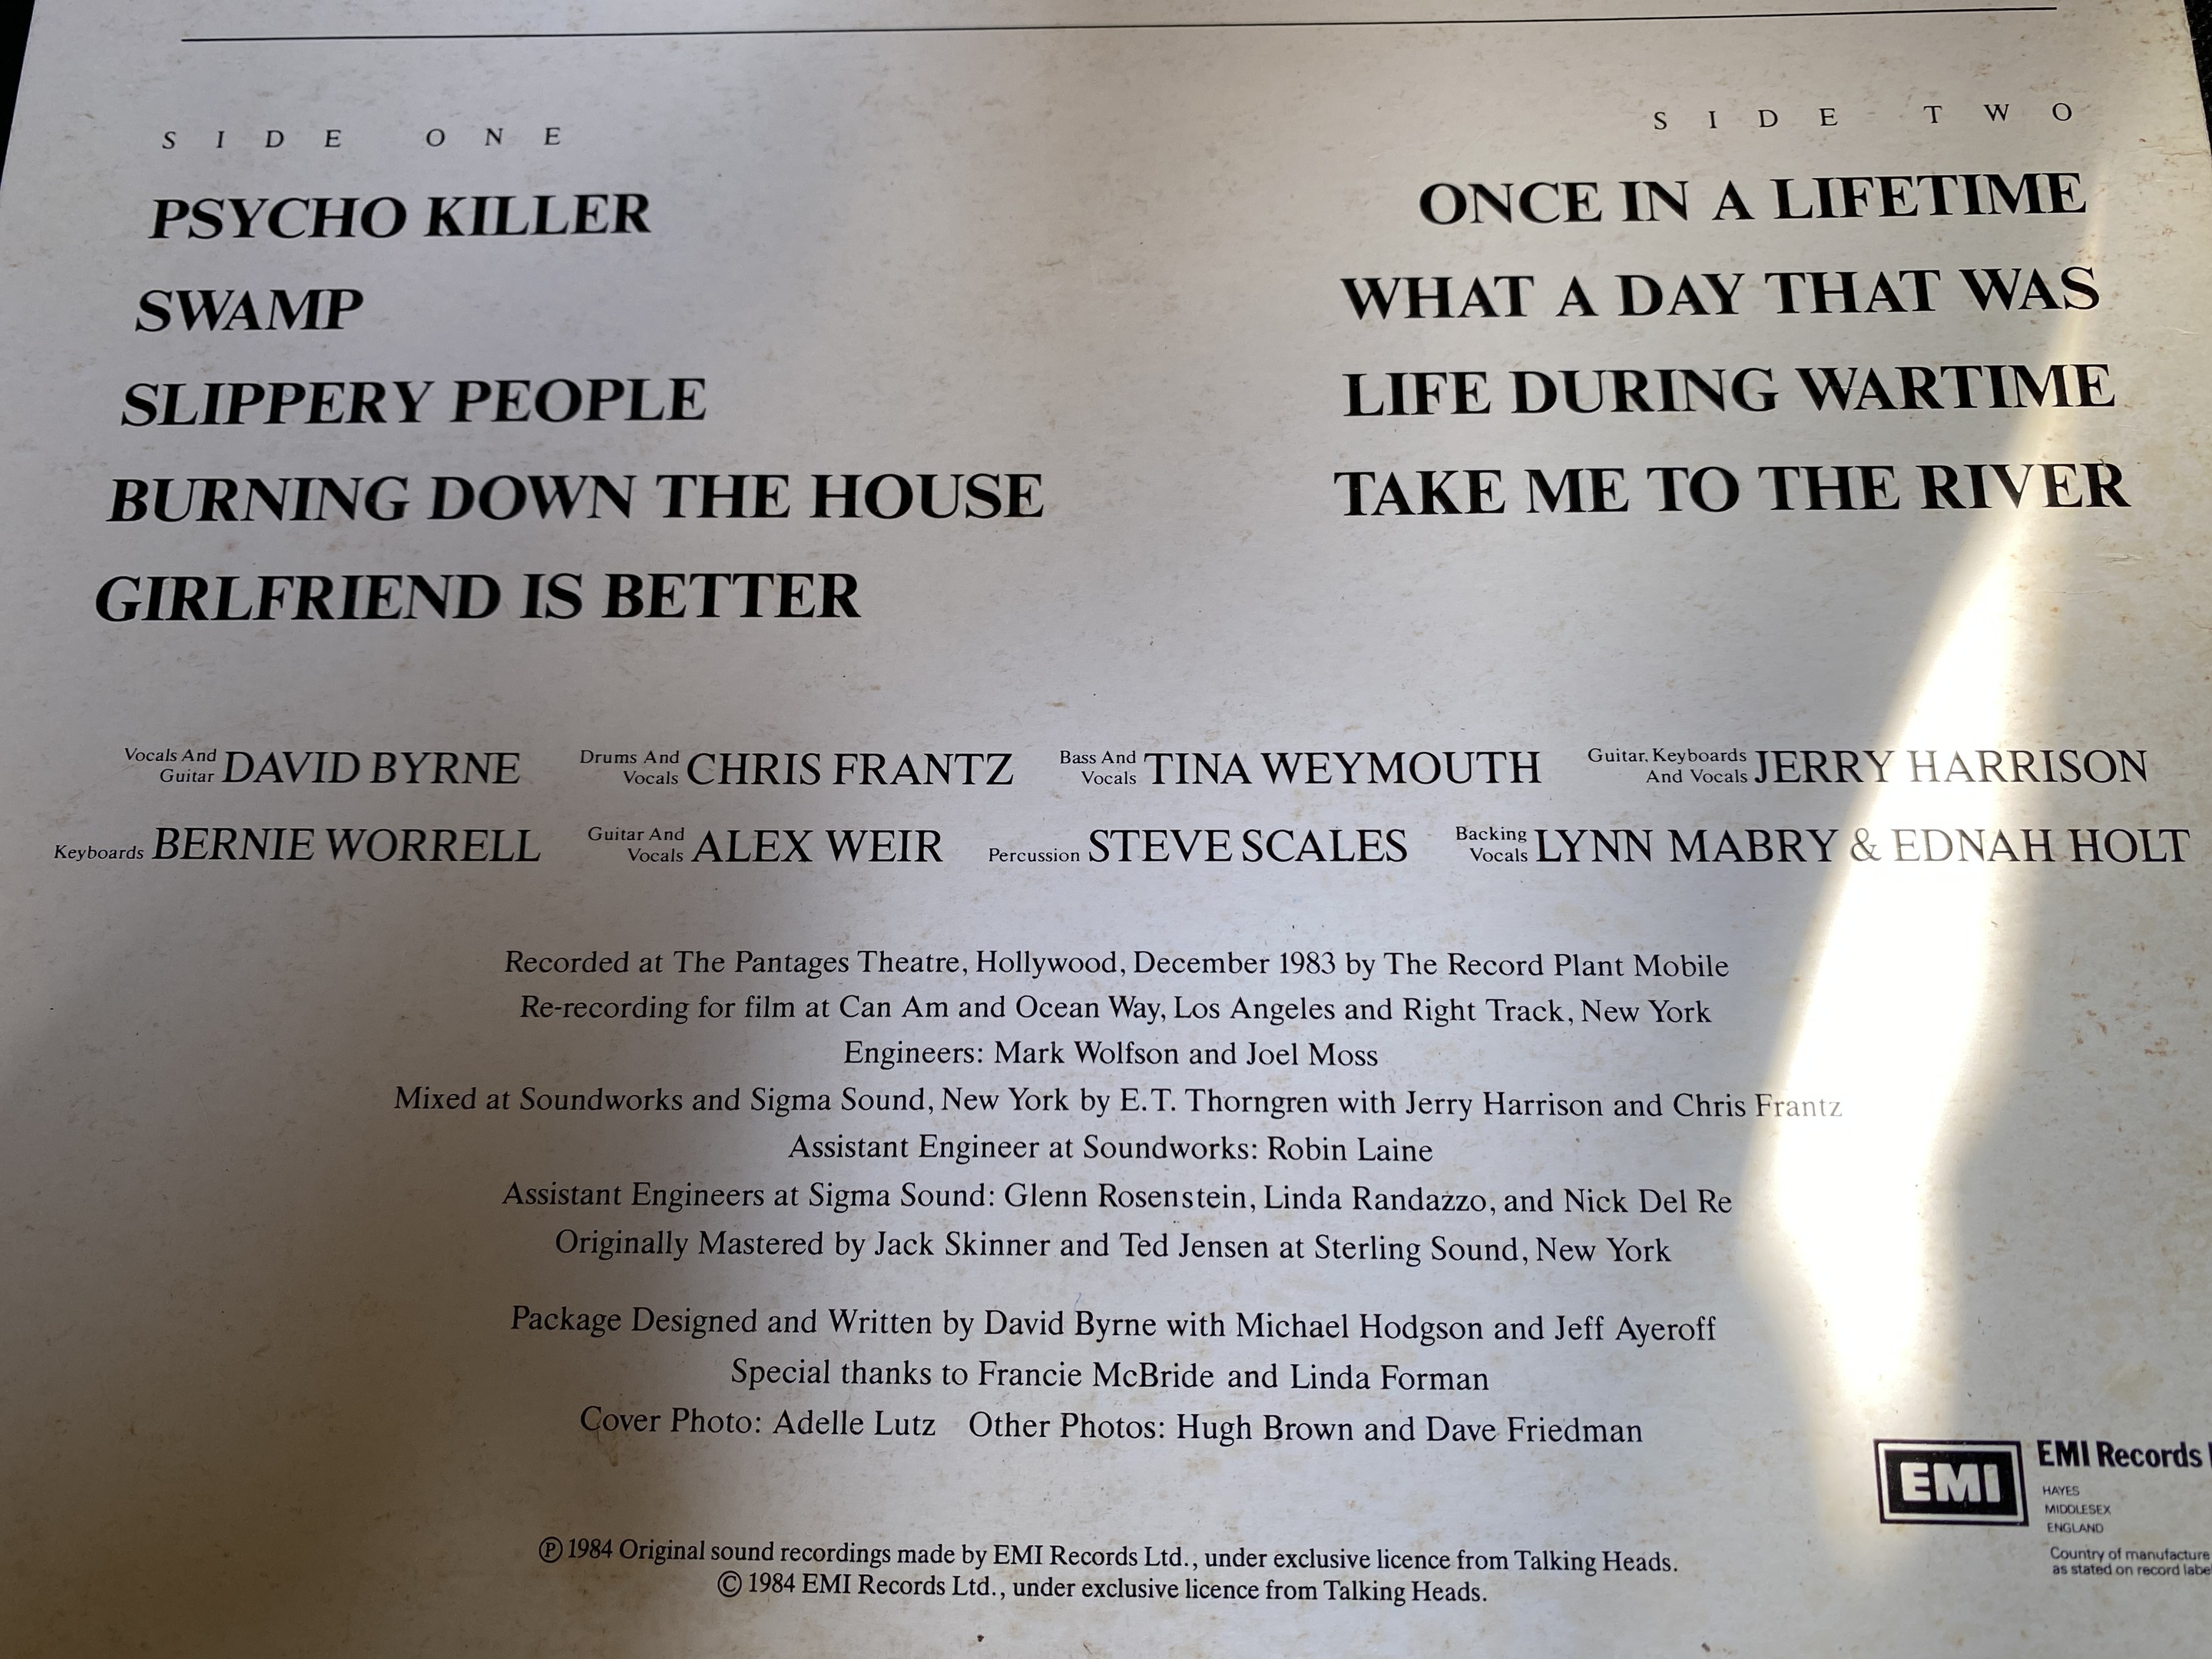 SIDE ONE
PSYCHO KILLER
SWAMP
SLIPPERY PEOPLE
BURNING DOWN THE HOUSE
GIRLFRIEND IS BETTER
SIDE TWO
ONCE IN A LIFETIME
WHAT A DAY THAT WAS
LIFE DURING WARTIME
TAKE ME TO THE RIVER
Vocals And Guitar DAVID BYRNE Drums And Vocals CHRIS FRANTZ Bass And Vocals TINA WEYMOUTH Guitar, Keyboards And Vocals JERRY HARRISON
Keyboards BERNIE WORRELL Guitar And Vocals ALEX WEIR Percussion STEVE SCALES Backing Vocals LYNN MABRY & EDNAH HOLT
Recorded at The Pantages Theatre, Hollywood, December 1983 by The Record Plant Mobile
Re-recording for film at Can Am and Ocean Way, Los Angeles and Right Track, New York
Engineers: Mark Wolfson and Joel Moss
Mixed at Soundworks and Sigma Sound, New York by E.T. Thorngren with Jerry Harrison and Chris Frantz
Assistant Engineer at Soundworks: Robin Laine
Assistant Engineers at Sigma Sound: Glenn Rosenstein, Linda Randazzo, and Nick Del Re
Originally Mastered by Jack Skinner and Ted Jensen at Sterling Sound, New York
Package Designed and Written by David Byrne with Michael Hodgson and Jeff Ayeroff
Special thanks to Francie McBride and Linda Forman
Cover Photo: Adelle Lutz Other Photos: Hugh Brown and Dave Friedman
EMI
EMI Records
HAYES
MIDDLESEX
ENGLAND
Country of manufacture
as stated on record label
Ⓟ 1984 Original sound recordings made by EMI Records Ltd., under exclusive licence from Talking Heads.
© 1984 EMI Records Ltd., under exclusive licence from Talking Heads.